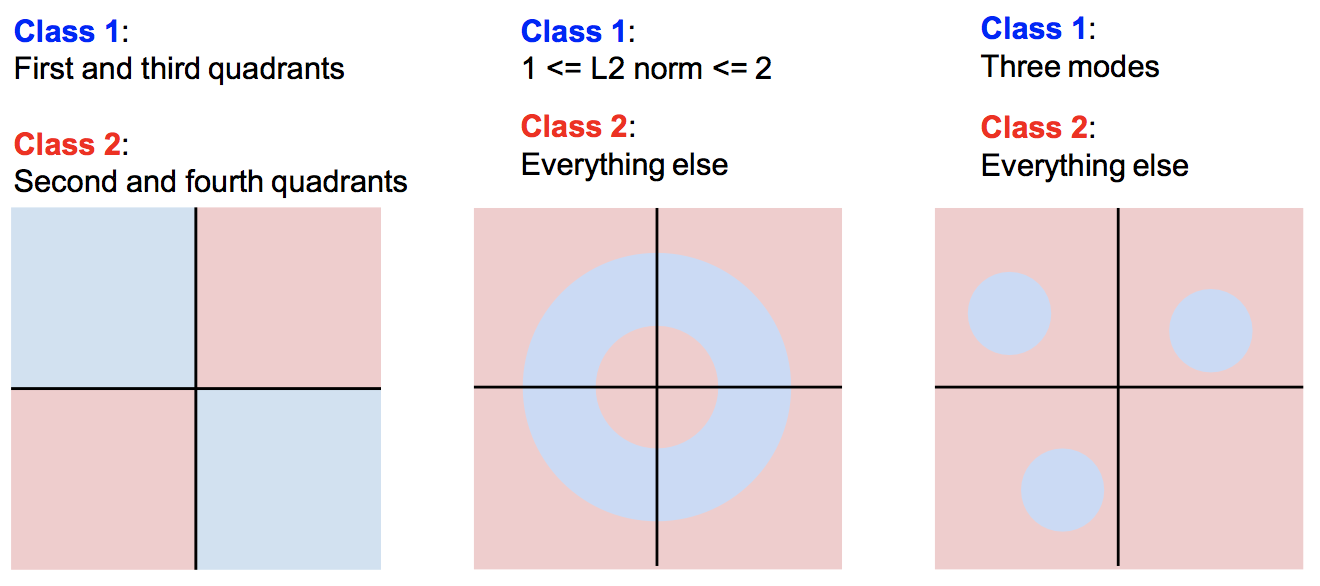 Class 1:
First and third quadrants
Class 2:
Second and fourth quadrants
Class 1:
1 <= L2 norm <= 2
Class 2:
Everything else
Class 1:
Three modes
Class 2:
Everything else